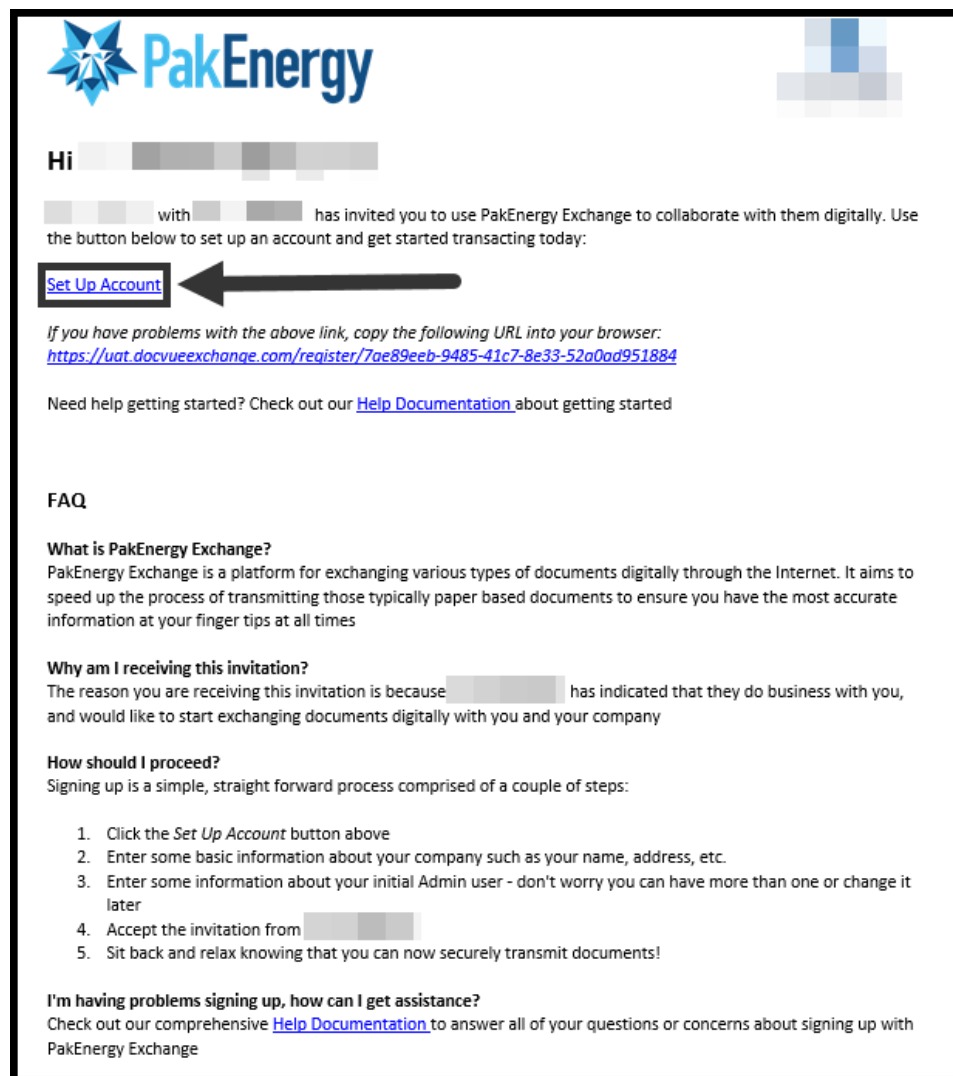 PakEnergy
Hi
with has invited you to use PakEnergy Exchange to collaborate with them digitally. Use
the button below to set up an account and get started transacting today:
Set Up Account
If you have problems with the above link, copy the following URL into your browser:
https://uat.docvueexchange.com/register/7ae89eeb-9485-41c7-8e33-52a0ad951884
Need help getting started? Check out our Help Documentation about getting started
FAQ
What is PakEnergy Exchange?
PakEnergy Exchange is a platform for exchanging various types of documents digitally through the Internet. It aims to
speed up the process of transmitting those typically paper based documents to ensure you have the most accurate
information at your finger tips at all times
Why am I receiving this invitation?
The reason you are receiving this invitation is because has indicated that they do business with you,
and would like to start exchanging documents digitally with you and your company
How should I proceed?
Signing up is a simple, straight forward process comprised of a couple of steps:
1. Click the Set Up Account button above
2. Enter some basic information about your company such as your name, address, etc.
3. Enter some information about your initial Admin user - don't worry you can have more than one or change it
later
4. Accept the invitation from
5. Sit back and relax knowing that you can now securely transmit documents!
I'm having problems signing up, how can I get assistance?
Check out our comprehensive Help Documentation to answer all of your questions or concerns about signing up with
PakEnergy Exchange